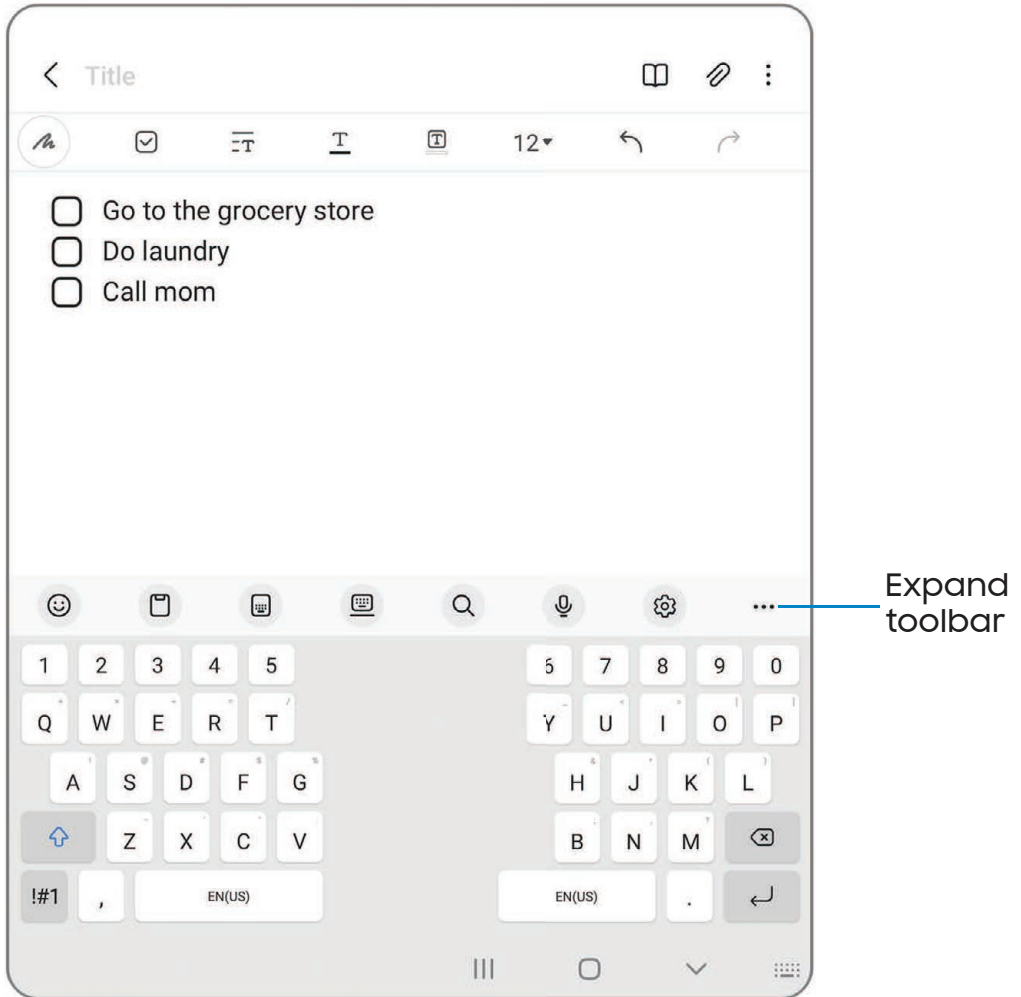 Title
12
Go to the grocery store
Do laundry
Call mom
Expand
toolbar
1 2 3 4 5 6 7 8 9 0
Q W E R T Y U I O P
A S D F G H J K L
Z X C V B N M
!#1 , EN(US) EN(US) .